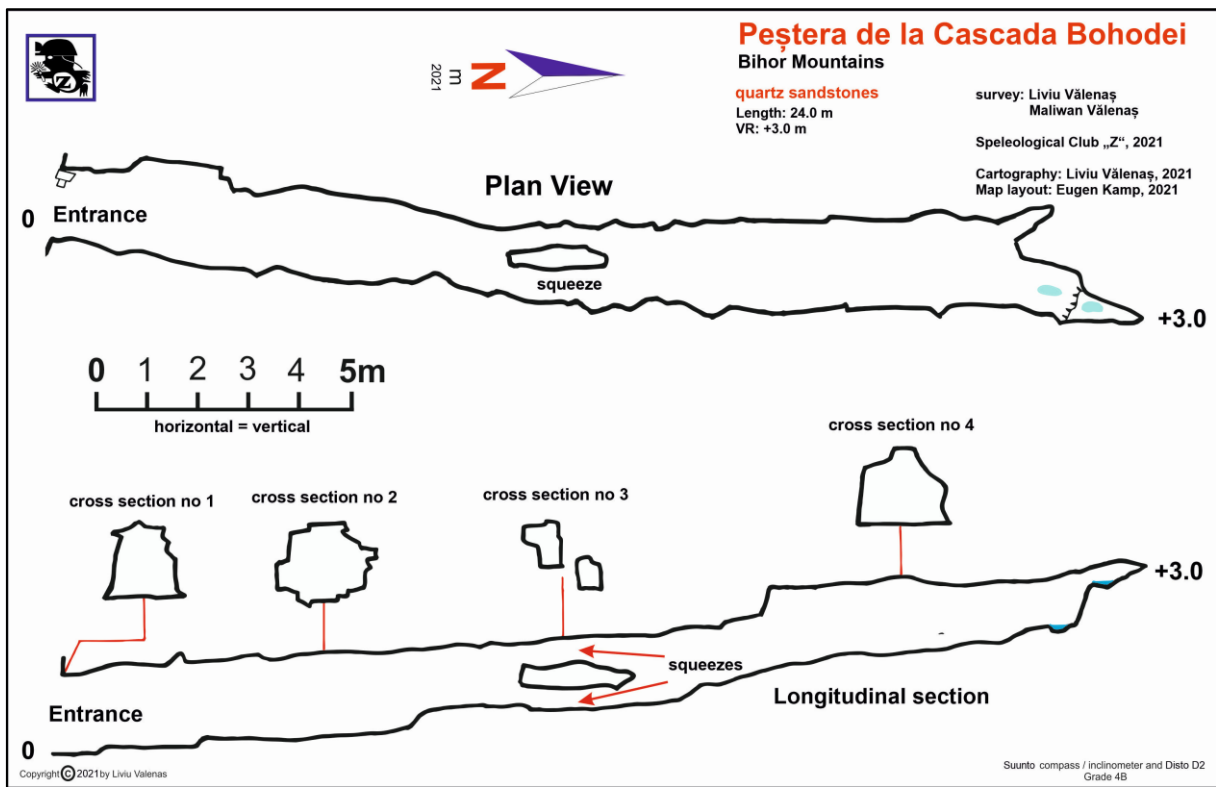 Peștera de la Cascada Bohodei
Bihor Mountains
quartz sandstones
Length: 24.0 m
VR: +3.0 m
survey: Liviu Vălenaș
Maliwan Vălenaș
Speleological Club „Z“, 2021
Cartography: Liviu Vălenaș, 2021
Map layout: Eugen Kamp, 2021
Z
N
m
2021
Plan View
0
Entrance
squeeze
+3.0
0 1 2 3 4 5m
horizontal = vertical
cross section no 1
cross section no 2
cross section no 3
cross section no 4
+3.0
squeezes
Entrance
Longitudinal section
0
Copyright © 2021 by Liviu Valenas
Suunto compass / inclinometer and Disto D2
Grade 4B